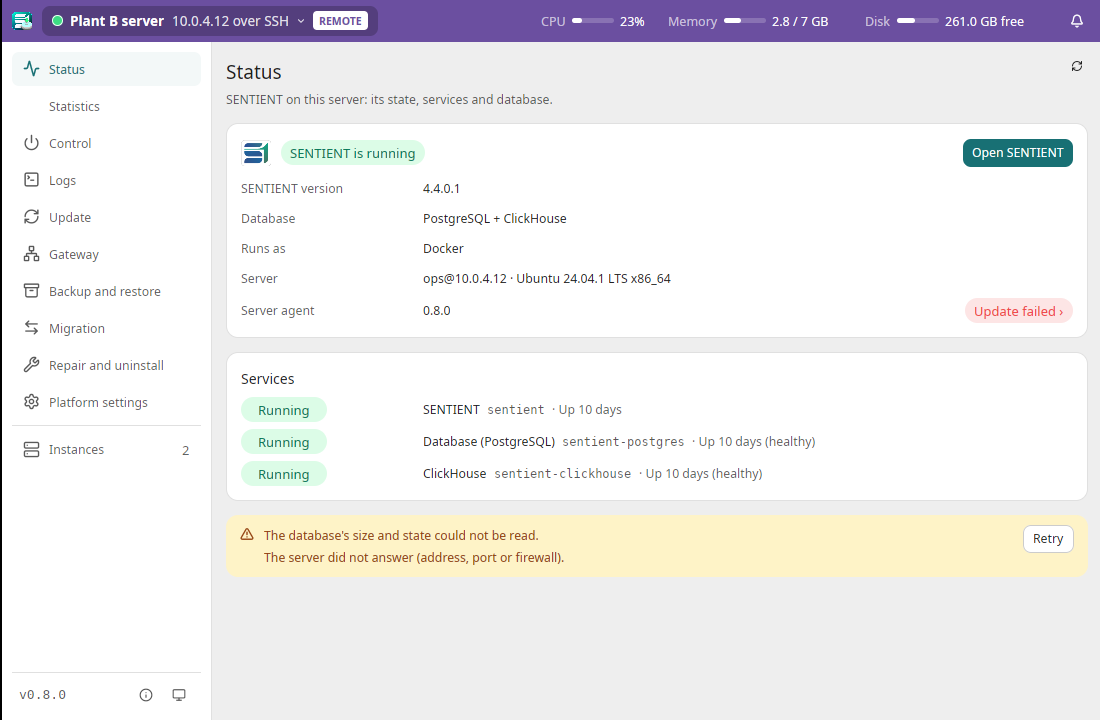 Plant B server 10.0.4.12 over SSH REMOTE
CPU 23% Memory 2.8 / 7 GB Disk 261.0 GB free
Status
Statistics
Control
Logs
Update
Gateway
Backup and restore
Migration
Repair and uninstall
Platform settings
Instances 2
v0.8.0
Status
SENTIENT on this server: its state, services and database.
SENTIENT is running Open SENTIENT
SENTIENT version 4.4.0.1
Database PostgreSQL + ClickHouse
Runs as Docker
Server ops@10.0.4.12 · Ubuntu 24.04.1 LTS x86_64
Server agent 0.8.0 Update failed ›
Services
Running SENTIENT sentient · Up 10 days
Running Database (PostgreSQL) sentient-postgres · Up 10 days (healthy)
Running ClickHouse sentient-clickhouse · Up 10 days (healthy)
The database's size and state could not be read. Retry
The server did not answer (address, port or firewall).